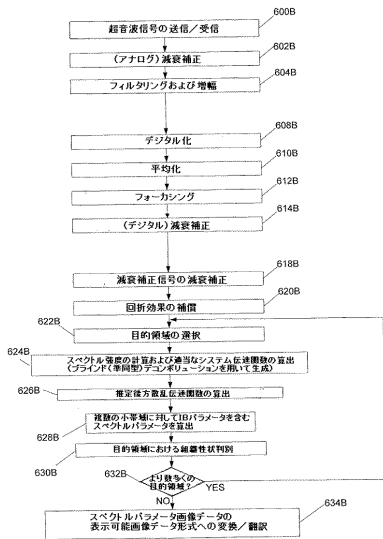 600B
超音波信号の送信/受信
602B
(アナログ)減衰補正
604B
フィルタリングおよび増幅
608B
デジタル化
610B
平均化
612B
フォーカシング
614B
(デジタル)減衰補正
618B
減衰補正信号の減衰補正
620B
回折効果の補償
622B
目的領域の選択
624B
スペクトル強度の計算および適当なシステム伝達関数の算出
(ブラインド(準同型)デコンボリューションを用いて生成)
626B
推定後方散乱伝達関数の算出
628B
複数の小帯域に対してIBパラメータを含む
スペクトルパラメータを算出
630B
目的領域における組織性状判別
632B
より数多くの
目的領域?
YES
NO
634B
スペクトルパラメータ画像データの
表示可能画像データ形式への変換/翻訳